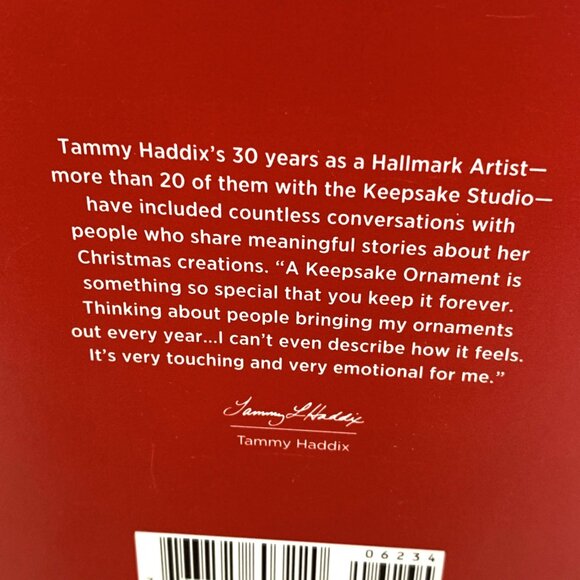 Tammy Haddix's 30 years as a Hallmark Artist—
more than 20 of them with the Keepsake Studio—
have included countless conversations with
people who share meaningful stories about her
Christmas creations. “A Keepsake Ornament is
something so special that you keep it forever.
Thinking about people bringing my ornaments
out every year...I can't even describe how it feels.
It's very touching and very emotional for me.”
Tammy L Haddix
Tammy Haddix
06234